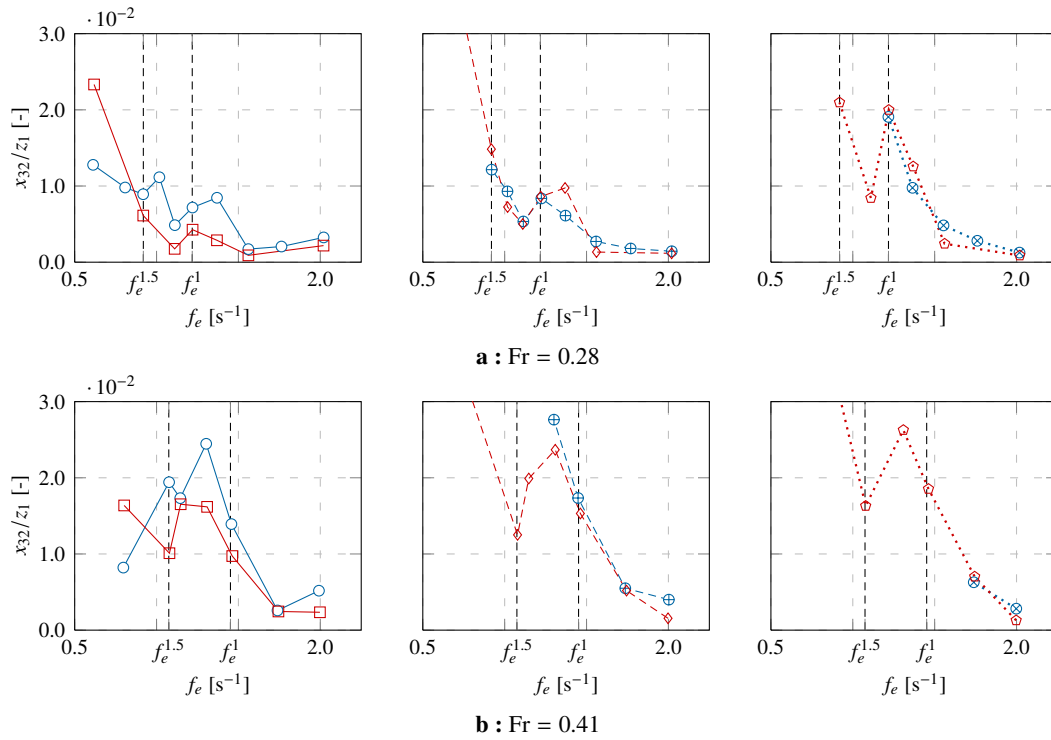 · 10⁻²
3.0
2.0
1.0
0.0
x₃₂/z₁ [-]
0.5 fₑ^1.5 fₑ^1 2.0
0.5 fₑ^1.5 fₑ^1 2.0
0.5 fₑ^1.5 fₑ^1 2.0
fₑ [s⁻¹] fₑ [s⁻¹] fₑ [s⁻¹]
a : Fr = 0.28
· 10⁻²
3.0
2.0
1.0
0.0
x₃₂/z₁ [-]
0.5 fₑ^1.5 fₑ^1 2.0
0.5 fₑ^1.5 fₑ^1 2.0
0.5 fₑ^1.5 fₑ^1 2.0
fₑ [s⁻¹] fₑ [s⁻¹] fₑ [s⁻¹]
b : Fr = 0.41